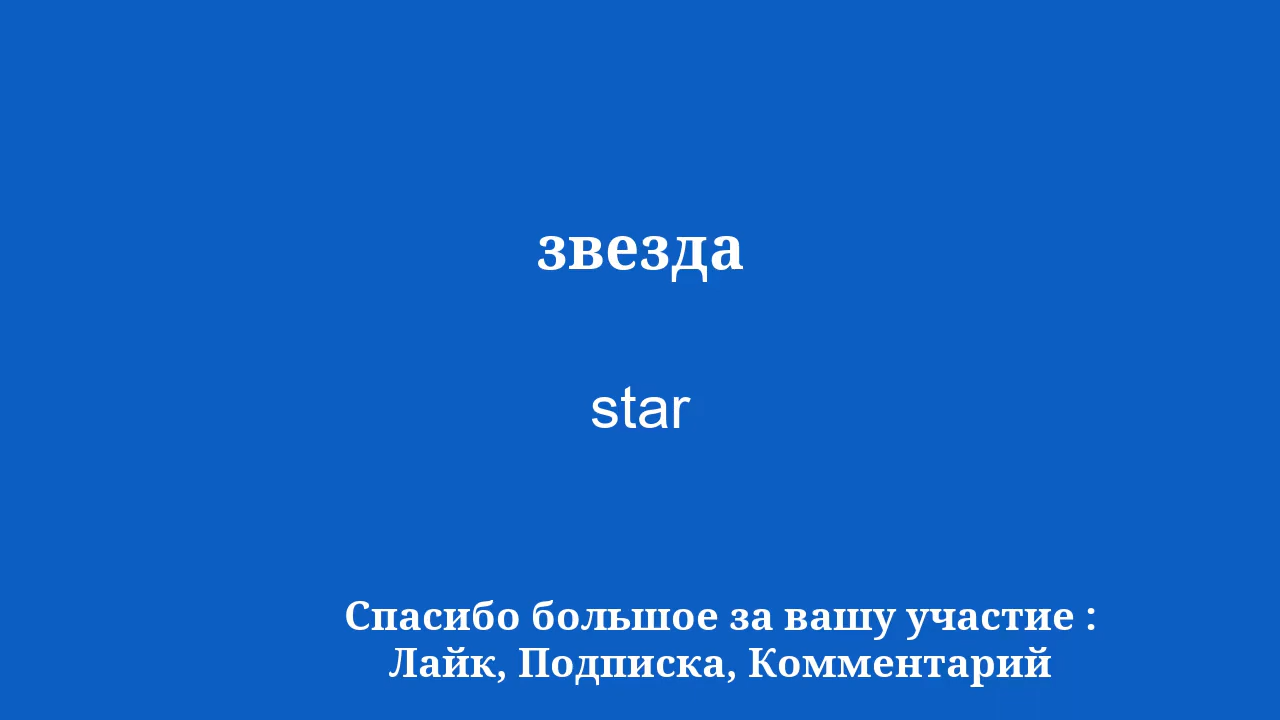 звезда
star
Спасибо большое за вашу участие :
Лайк, Подписка, Комментарий